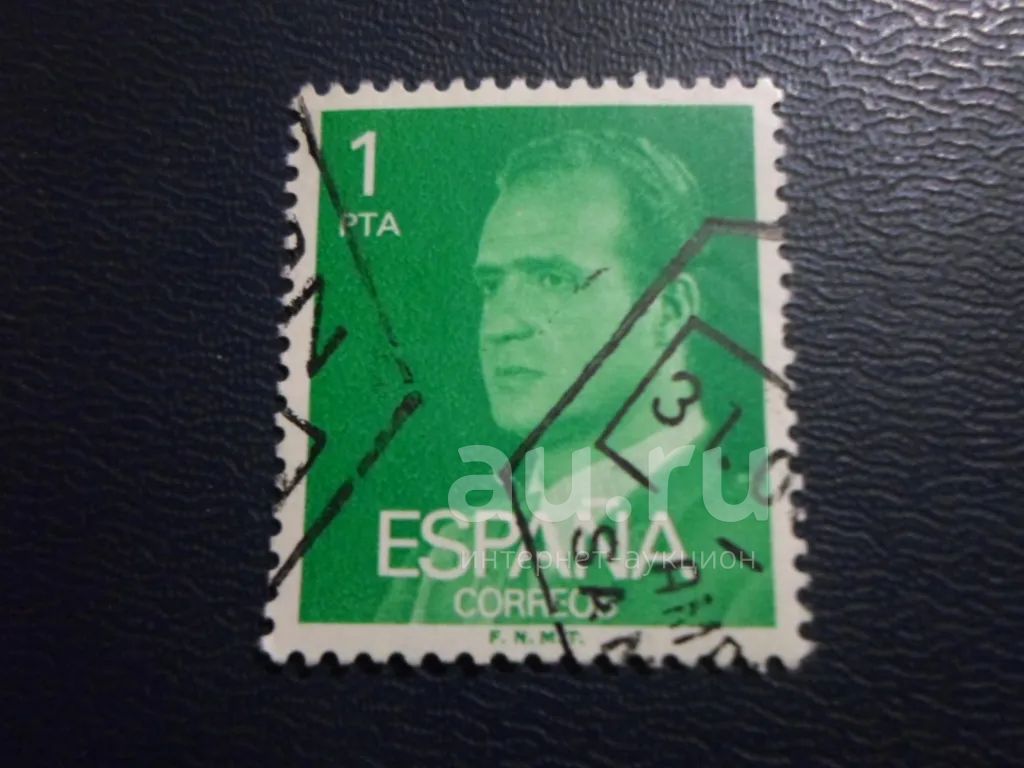 1
PTA
ESPAÑA
CORREOS
F. N. M. T.
au.ru
интернет-аукцион